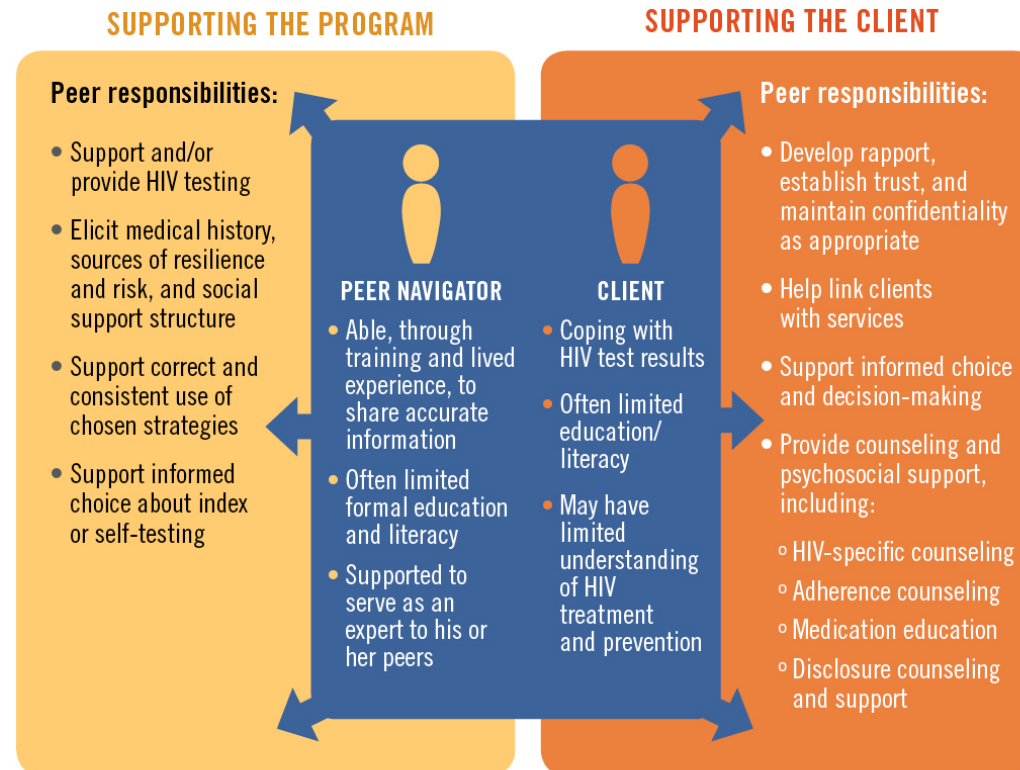 SUPPORTING THE PROGRAM
Peer responsibilities:
• Support and/or
provide HIV testing
• Elicit medical history,
sources of resilience
and risk, and social
support structure
• Support correct and
consistent use of
chosen strategies
• Support informed
choice about index
or self-testing
PEER NAVIGATOR
• Able, through
training and lived
experience, to
share accurate
information
• Often limited
formal education
and literacy
• Supported to
serve as an
expert to his or
her peers
CLIENT
• Coping with
HIV test results
• Often limited
education/
literacy
• May have
limited
understanding
of HIV
treatment
and prevention
SUPPORTING THE CLIENT
Peer responsibilities:
• Develop rapport,
establish trust, and
maintain confidentiality
as appropriate
• Help link clients
with services
• Support informed choice
and decision-making
• Provide counseling and
psychosocial support,
including:
○ HIV-specific counseling
○ Adherence counseling
○ Medication education
○ Disclosure counseling
and support